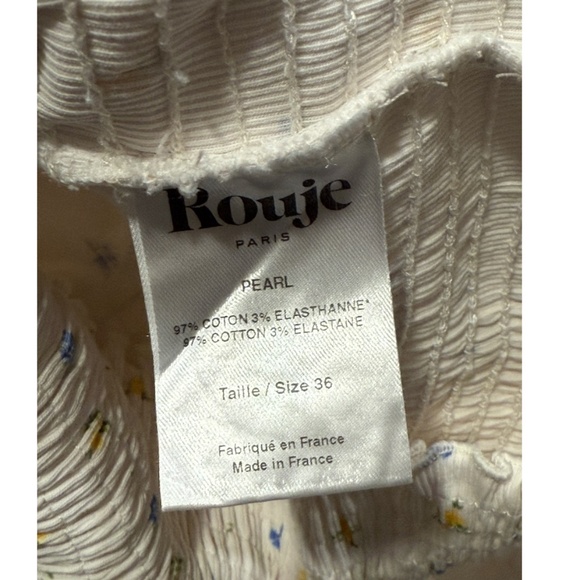 Rouje
PARIS
PEARL
97% COTON 3% ELASTHANNE*
97% COTTON 3% ELASTANE
Taille / Size 36
Fabriqué en France
Made in France